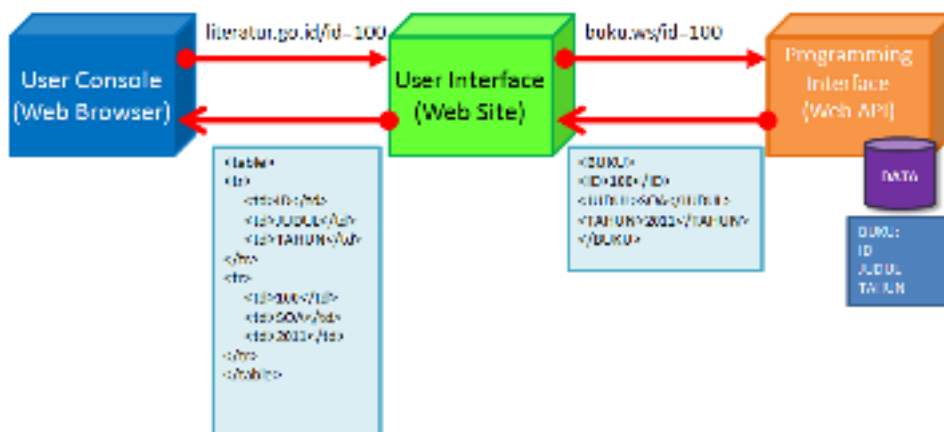 literatur.go.id/id=100
buku.ws/id=100
User Console
(Web Browser)
User Interface
(Web Site)
Programming
Interface
(Web API)
<table>
<tr>
<td>ID</td>
<td>JUDUL</td>
<td>TAHUN</td>
</tr>
<tr>
<td>100</td>
<td>SOA</td>
<td>2011</td>
</tr>
</table>
<BUKU>
<ID>100</ID>
<JUDUL>SOA</JUDUL>
<TAHUN>2011</TAHUN>
</BUKU>
DATA
BUKU:
ID
JUDUL
TAHUN